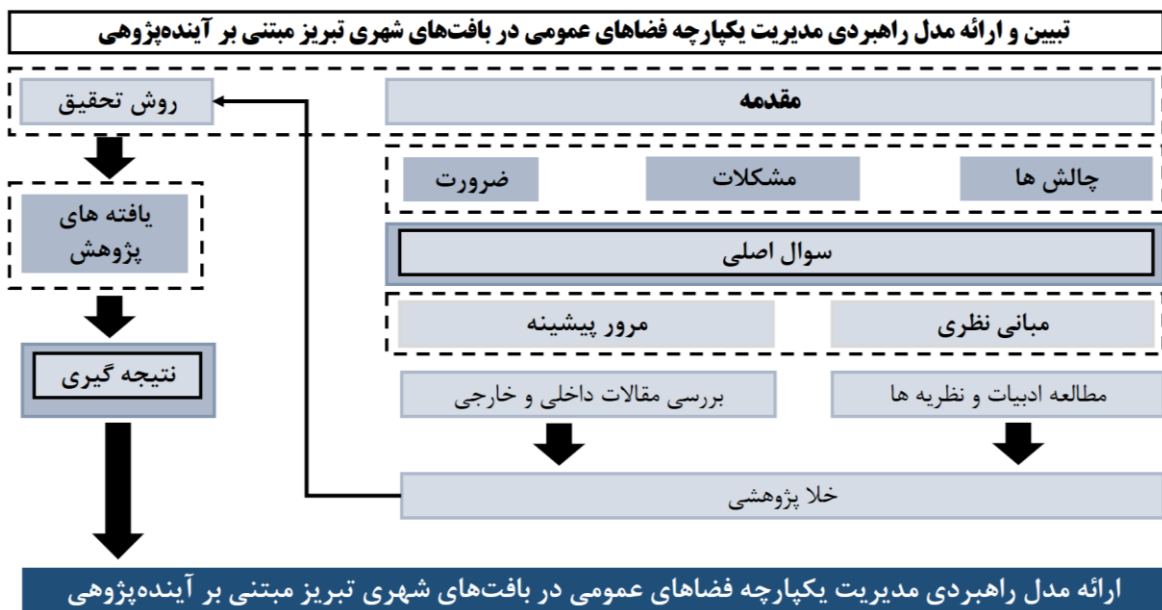 تبیین و ارائه مدل راهبردی مدیریت یکپارچه فضاهای عمومی در بافت‌های شهری تبریز مبتنی بر آینده‌پژوهی
مقدمه
چالش ها
مشکلات
ضرورت
سوال اصلی
مبانی نظری
مرور پیشینه
مطالعه ادبیات و نظریه ها
بررسی مقالات داخلی و خارجی
خلا پژوهشی
روش تحقیق
یافته های
پژوهش
نتیجه گیری
ارائه مدل راهبردی مدیریت یکپارچه فضاهای عمومی در بافت‌های شهری تبریز مبتنی بر آینده‌پژوهی